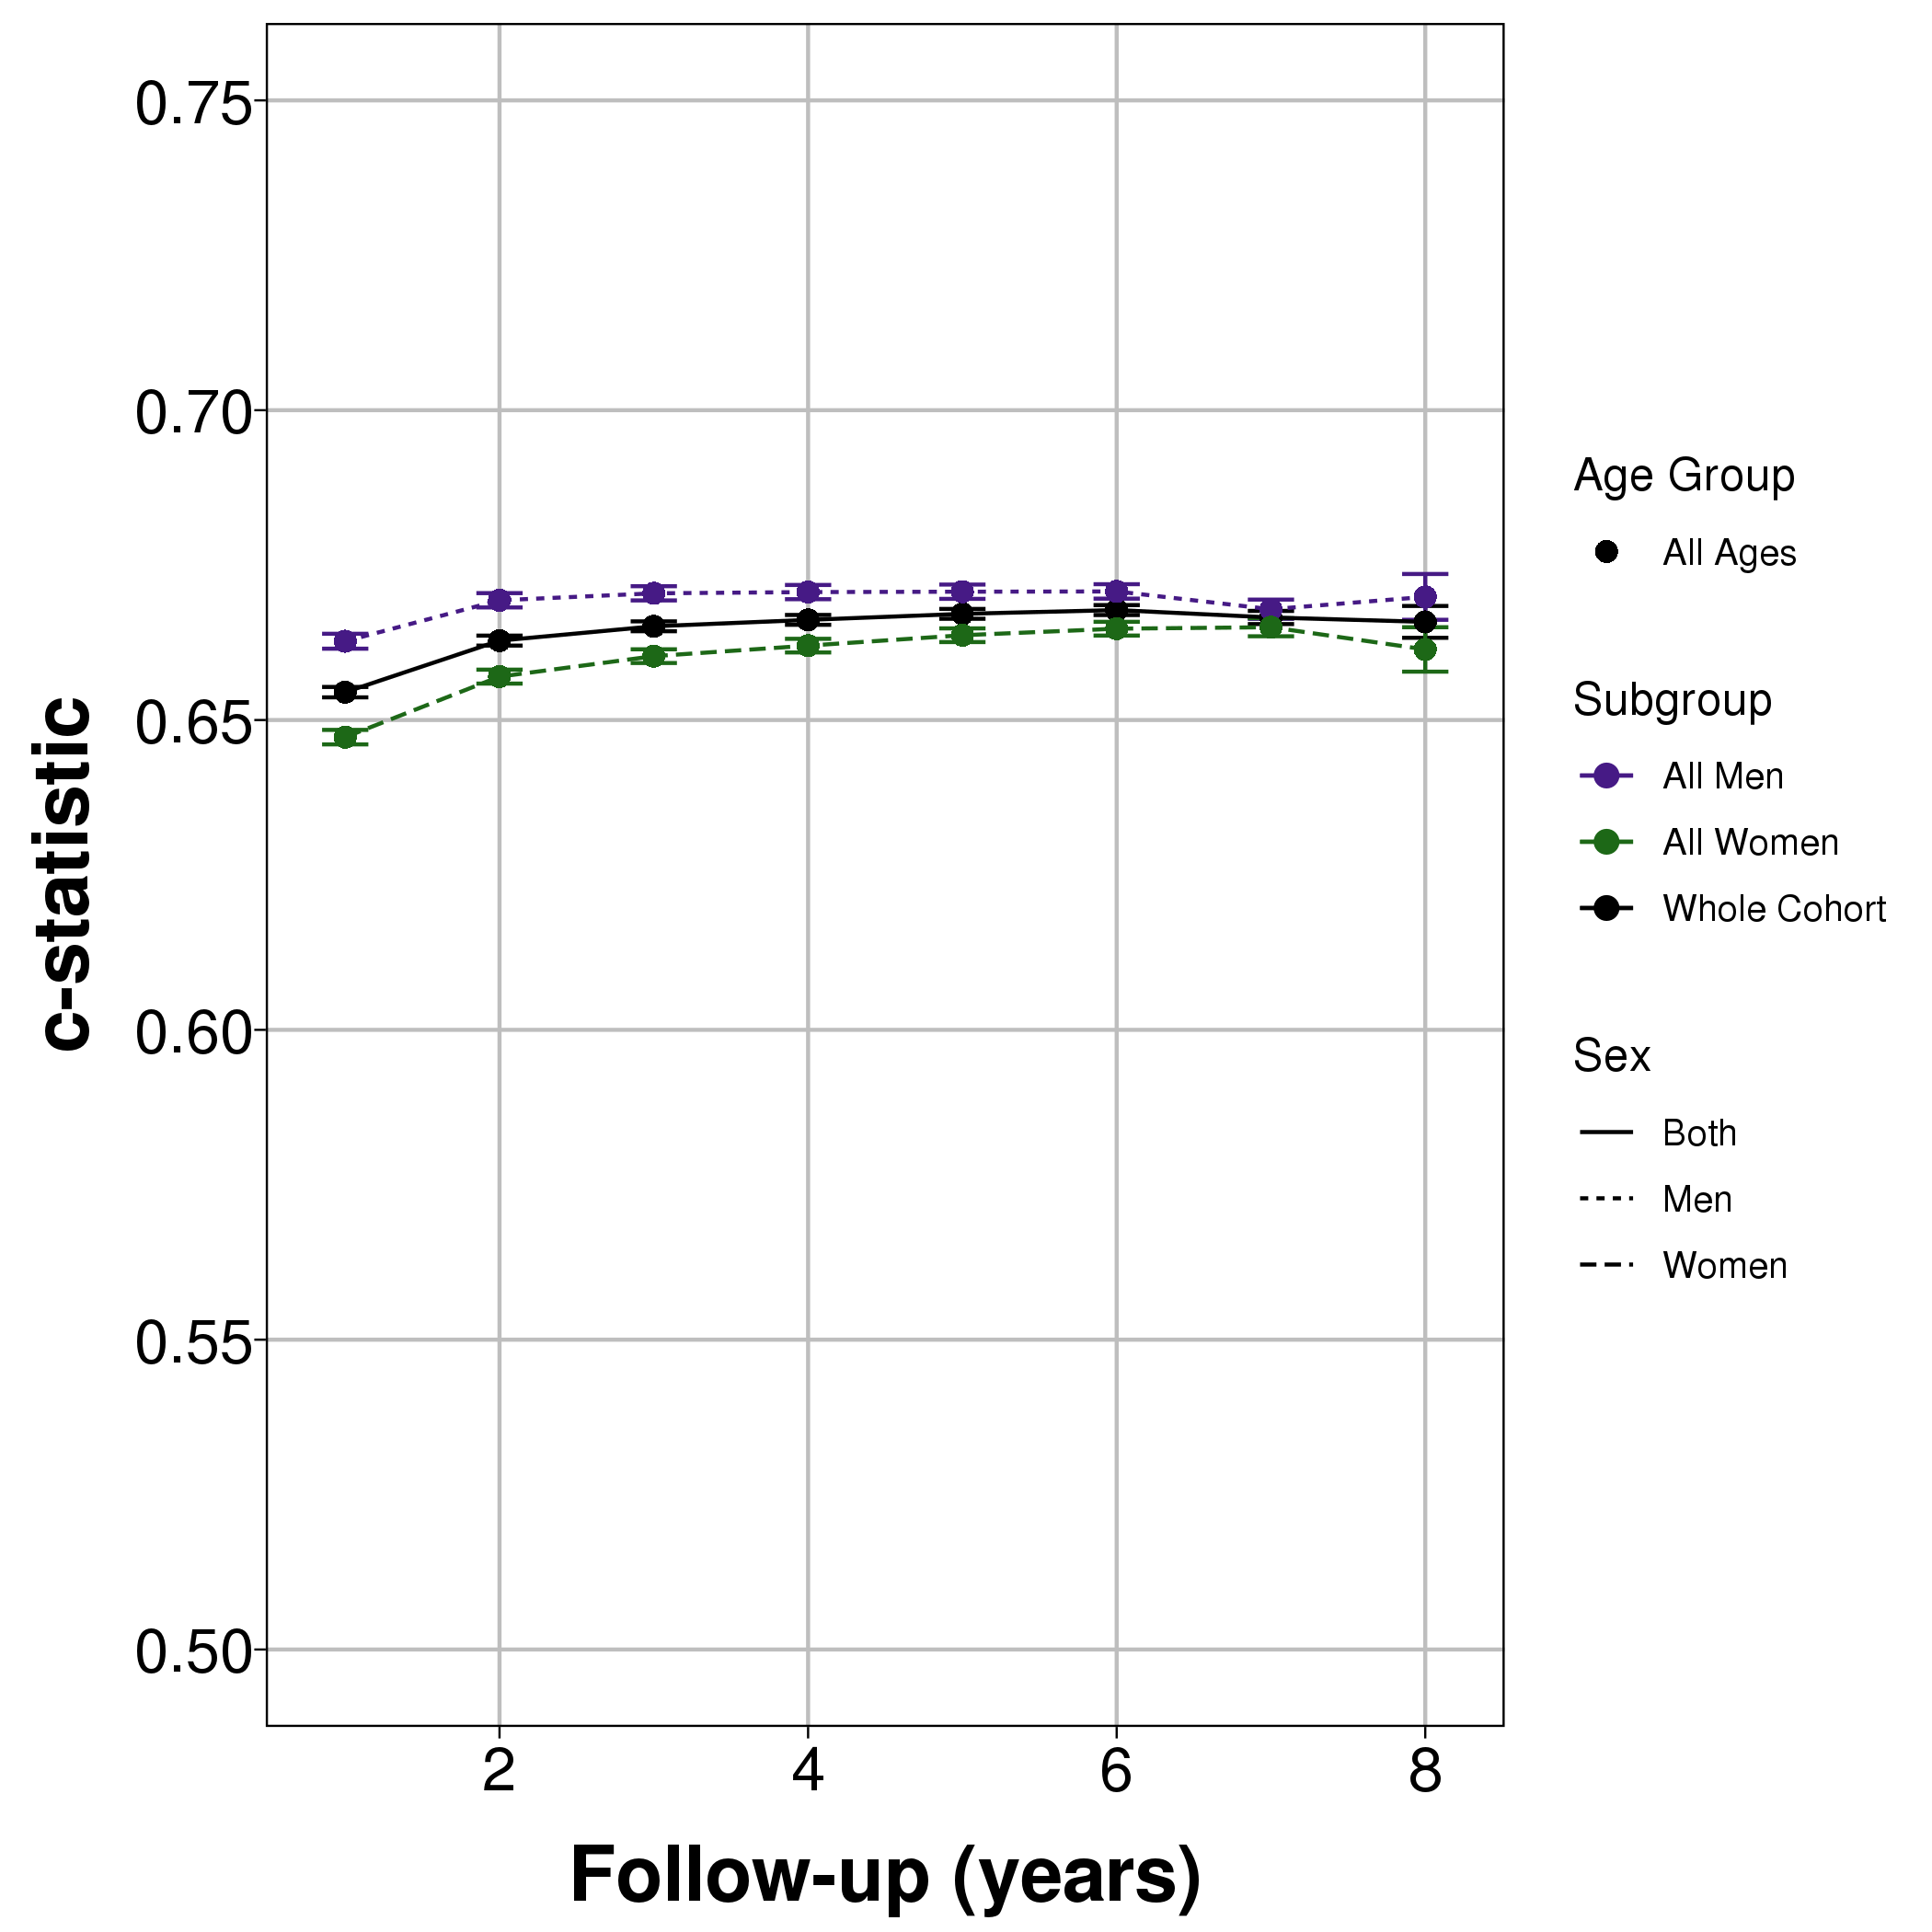 0.75
0.70
0.65
0.60
0.55
0.50
c-statistic
2 4 6 8
Follow-up (years)
Age Group
All Ages
Subgroup
All Men
All Women
Whole Cohort
Sex
Both
Men
Women